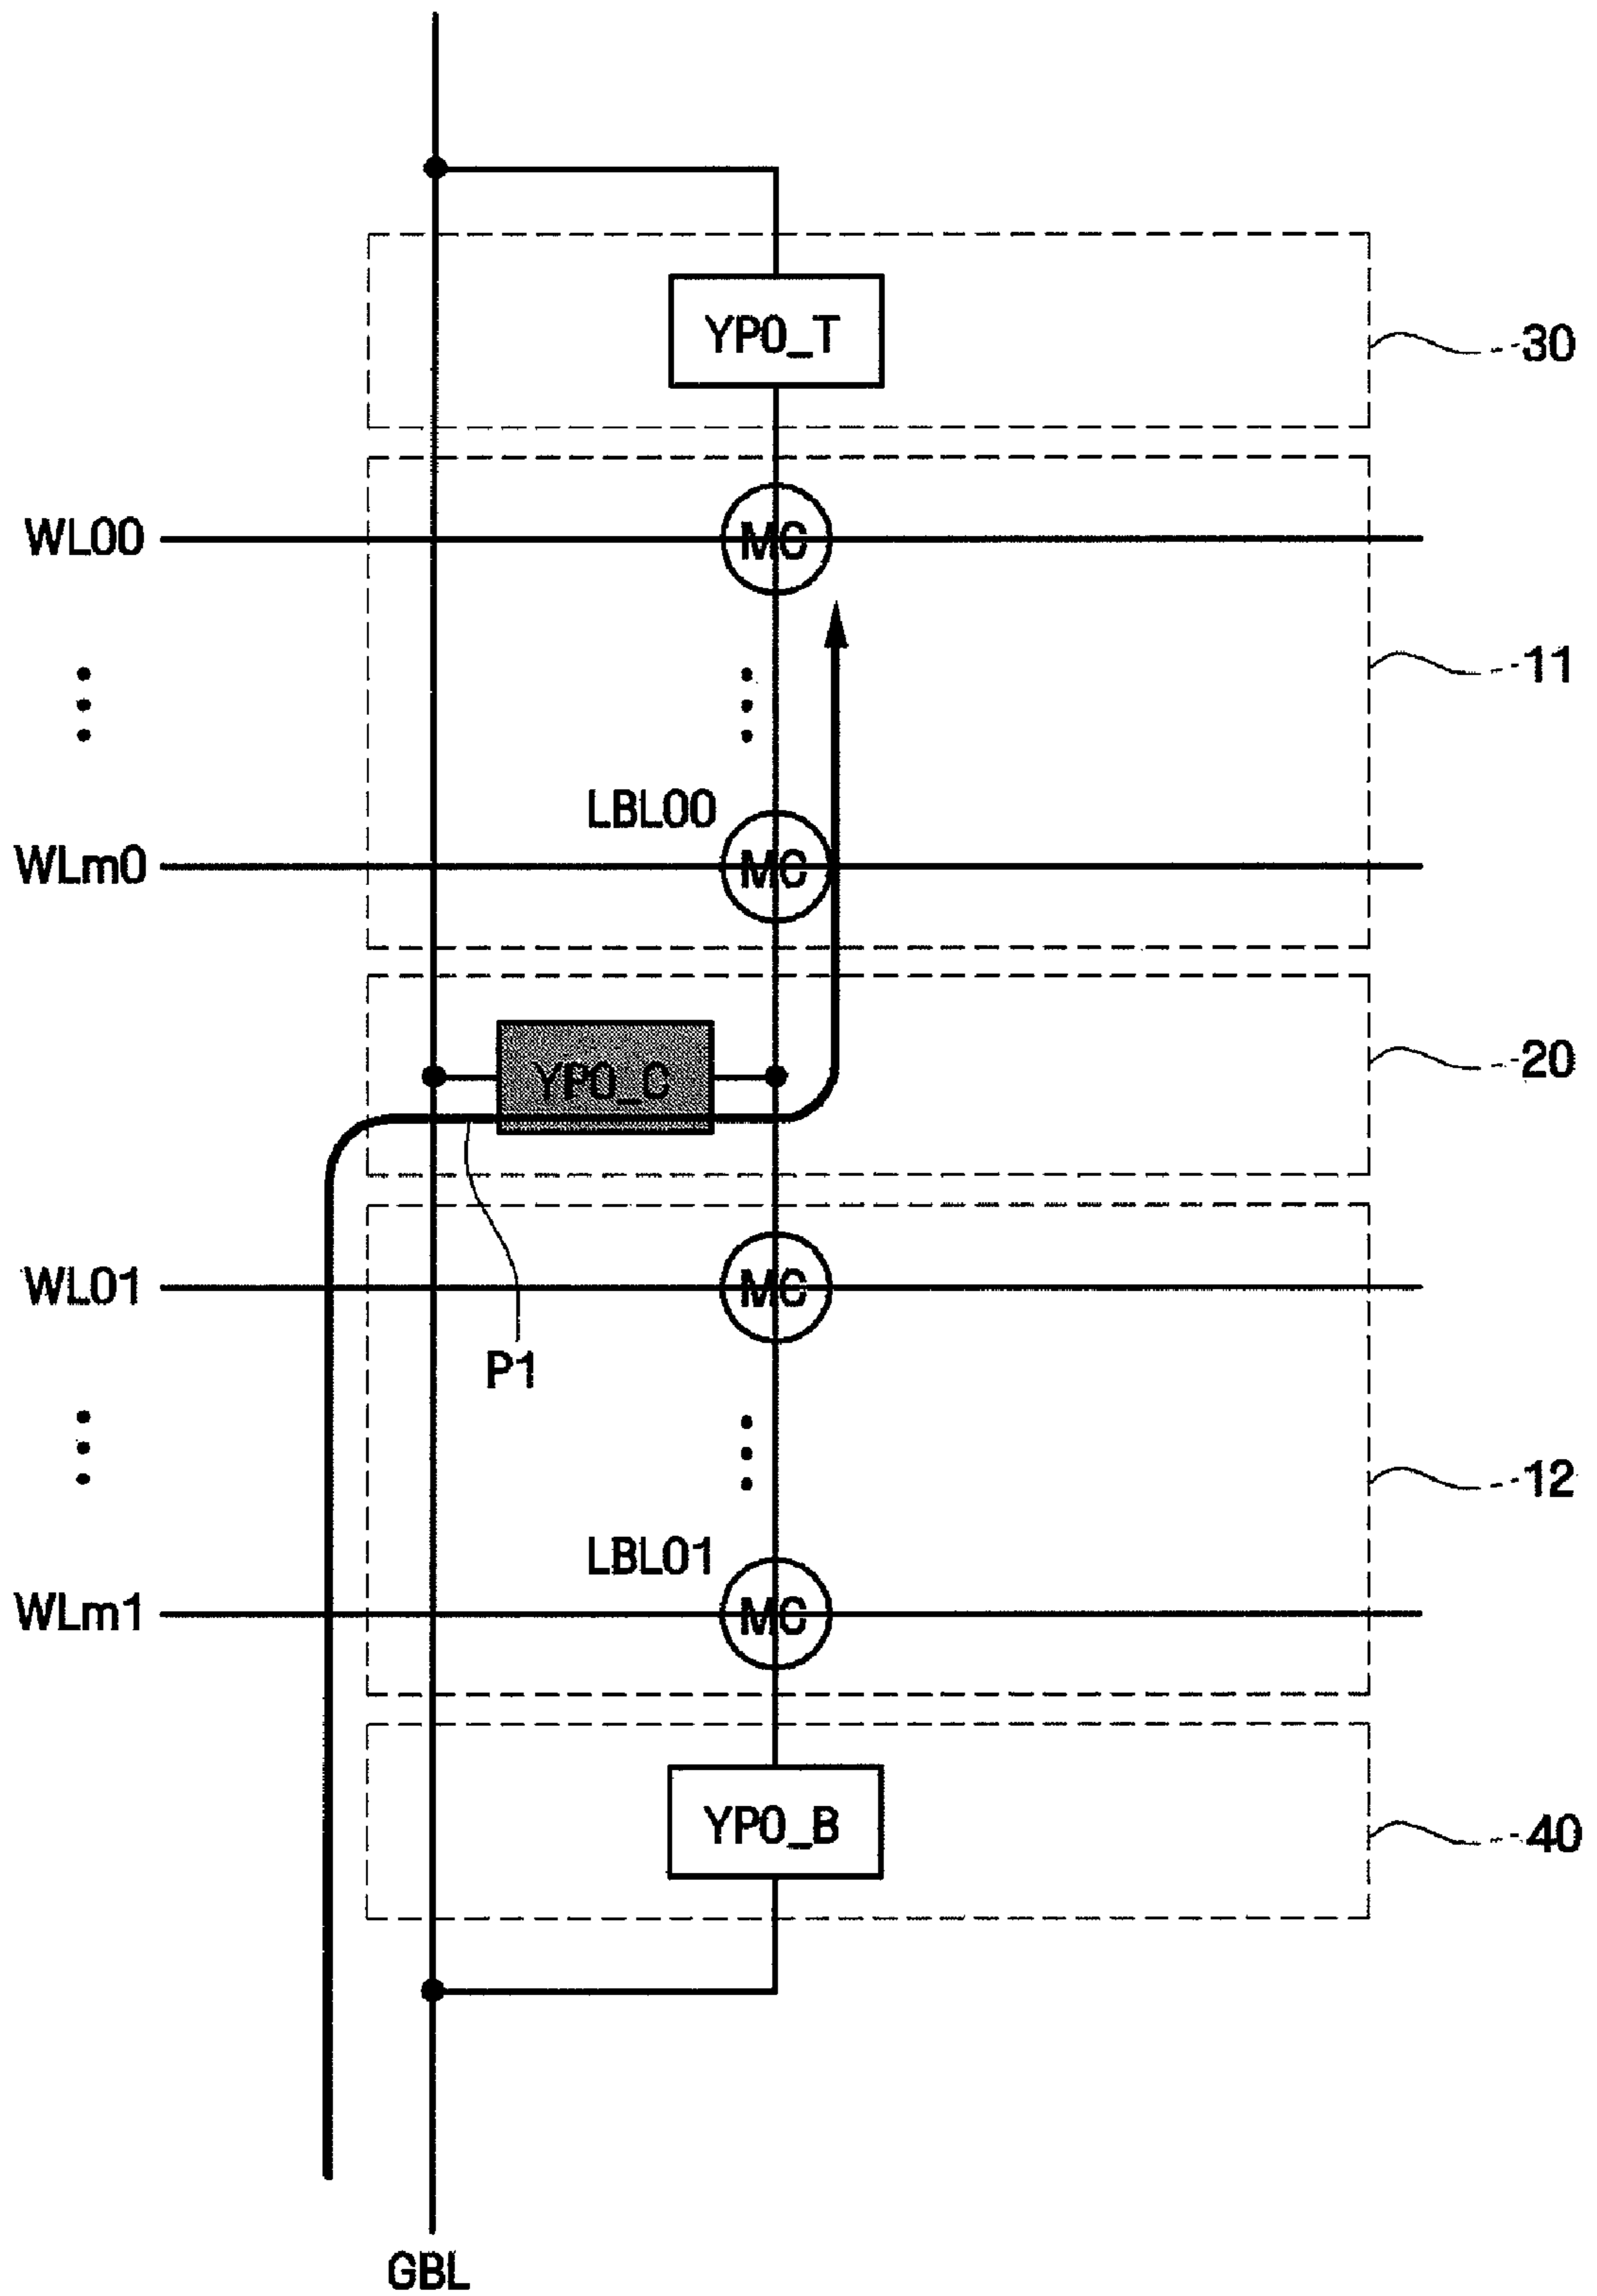 YP0_T
30
WL00
MC
11
LBL00
WLm0
MC
YP0_C
20
WL01
MC
P1
12
LBL01
WLm1
MC
YP0_B
40
GBL